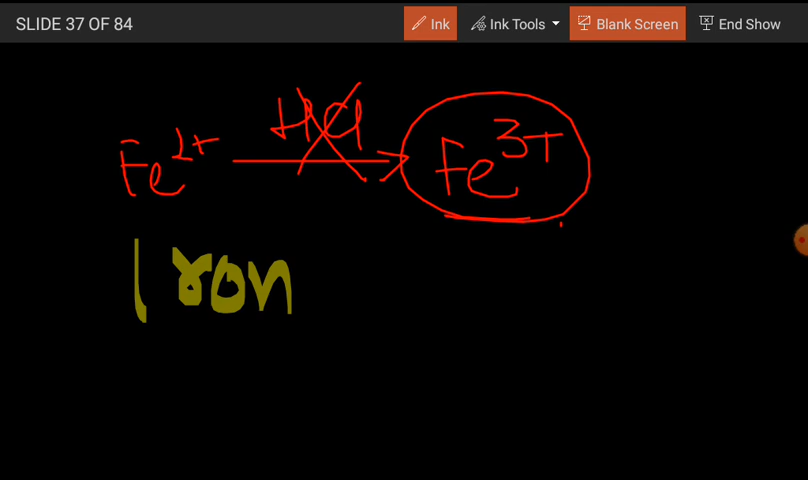 SLIDE 37 OF 84 Ink Ink Tools Blank Screen End Show
HCl
Fe²⁺ → Fe³⁺
Iron